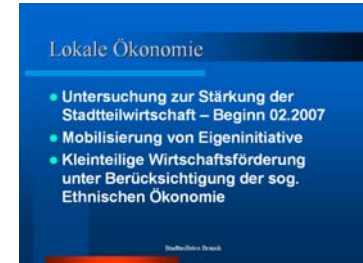 Lokale Ökonomie
Untersuchung zur Stärkung der
Stadtteilwirtschaft – Beginn 02.2007
Mobilisierung von Eigeninitiative
Kleinteilige Wirtschaftsförderung
unter Berücksichtigung der sog.
Ethnischen Ökonomie
Stadtteilbüro